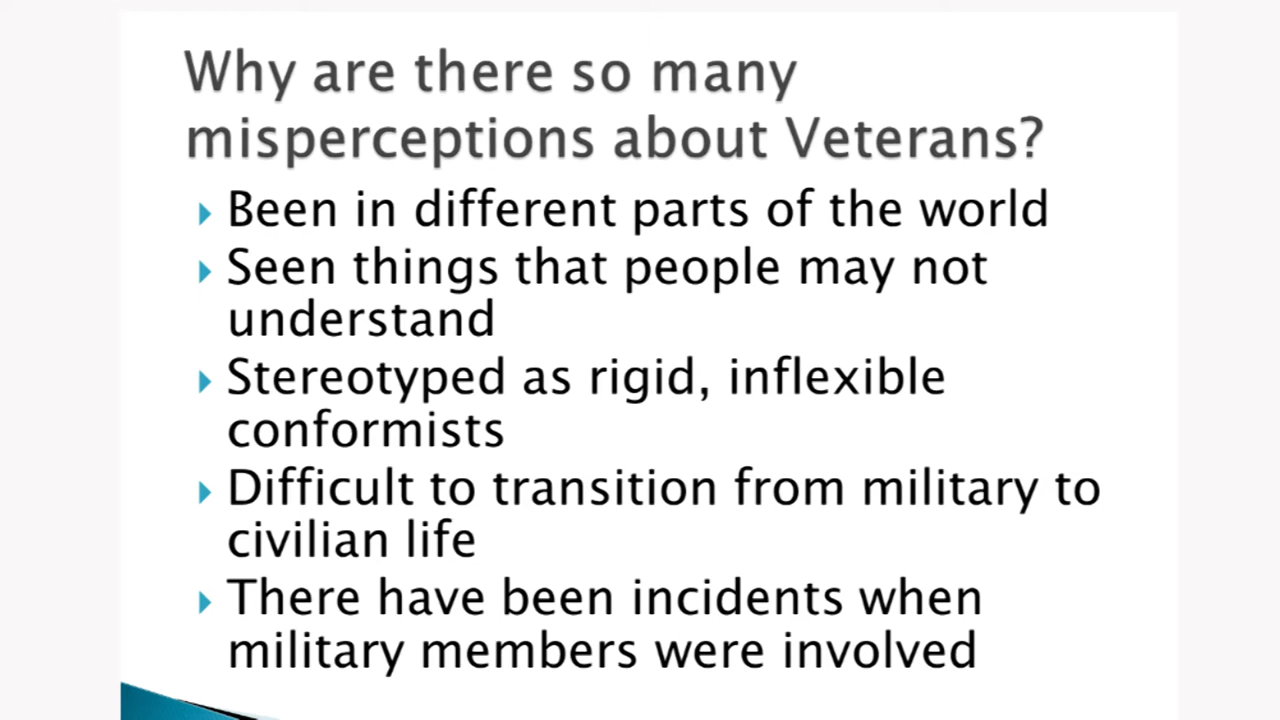 Why are there so many
misperceptions about Veterans?
Been in different parts of the world
Seen things that people may not
understand
Stereotyped as rigid, inflexible
conformists
Difficult to transition from military to
civilian life
There have been incidents when
military members were involved